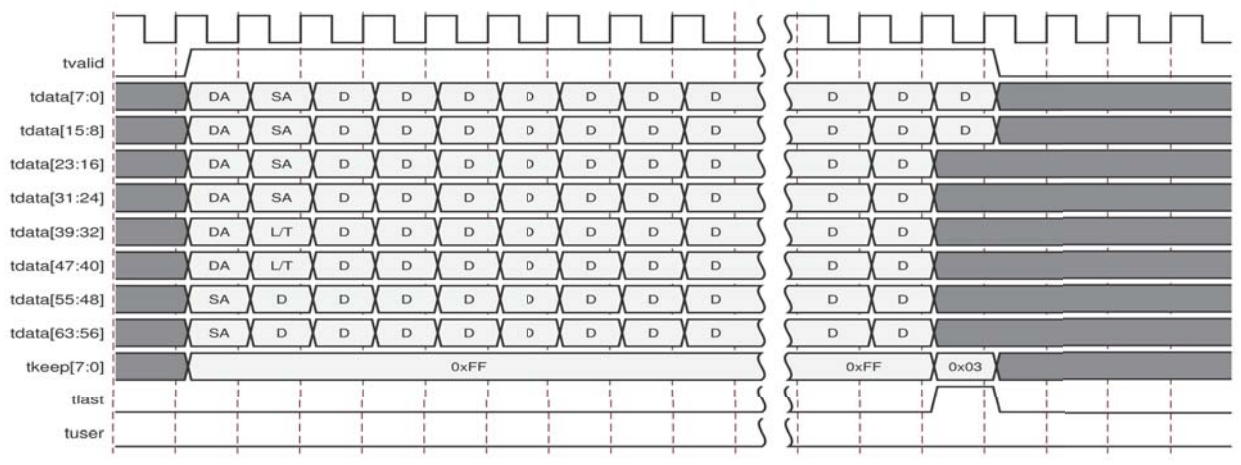 tvalid
tdata[7:0] DA SA D D D D D D D D D D
tdata[15:8] DA SA D D D D D D D D D D
tdata[23:16] DA SA D D D D D D D D D
tdata[31:24] DA SA D D D D D D D D D
tdata[39:32] DA L/T D D D D D D D D D
tdata[47:40] DA L/T D D D D D D D D D
tdata[55:48] SA D D D D D D D D D D
tdata[63:56] SA D D D D D D D D D D
tkeep[7:0] 0xFF 0xFF 0x03
tlast
tuser